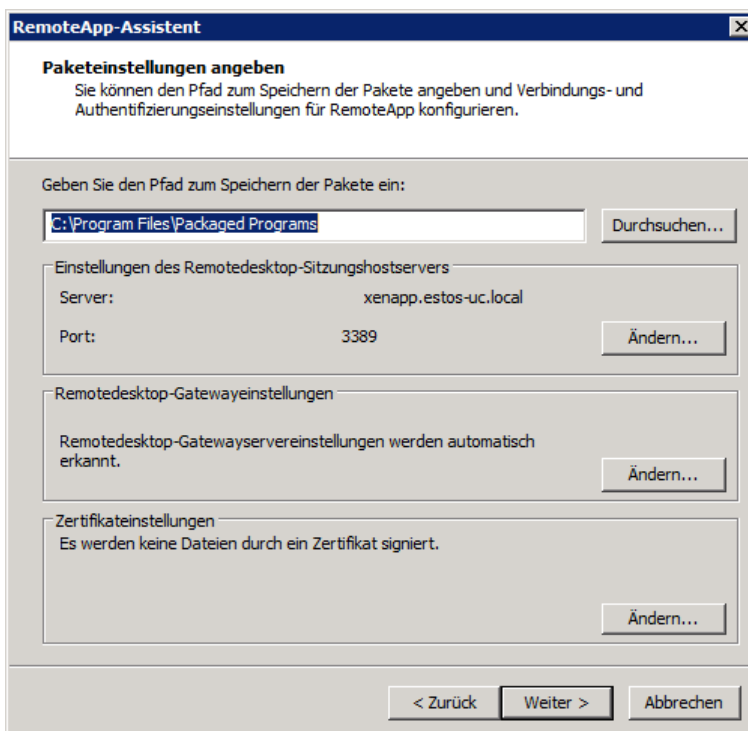 RemoteApp-Assistent
Paketeinstellungen angeben
Sie können den Pfad zum Speichern der Pakete angeben und Verbindungs- und
Authentifizierungseinstellungen für RemoteApp konfigurieren.
Geben Sie den Pfad zum Speichern der Pakete ein:
C:\Program Files\Packaged Programs
Durchsuchen...
Einstellungen des Remotedesktop-Sitzungshostservers
Server: xenapp.estos-uc.local
Port: 3389
Ändern...
Remotedesktop-Gatewayeinstellungen
Remotedesktop-Gatewayservereinstellungen werden automatisch
erkannt.
Ändern...
Zertifikateinstellungen
Es werden keine Dateien durch ein Zertifikat signiert.
Ändern...
< Zurück Weiter > Abbrechen